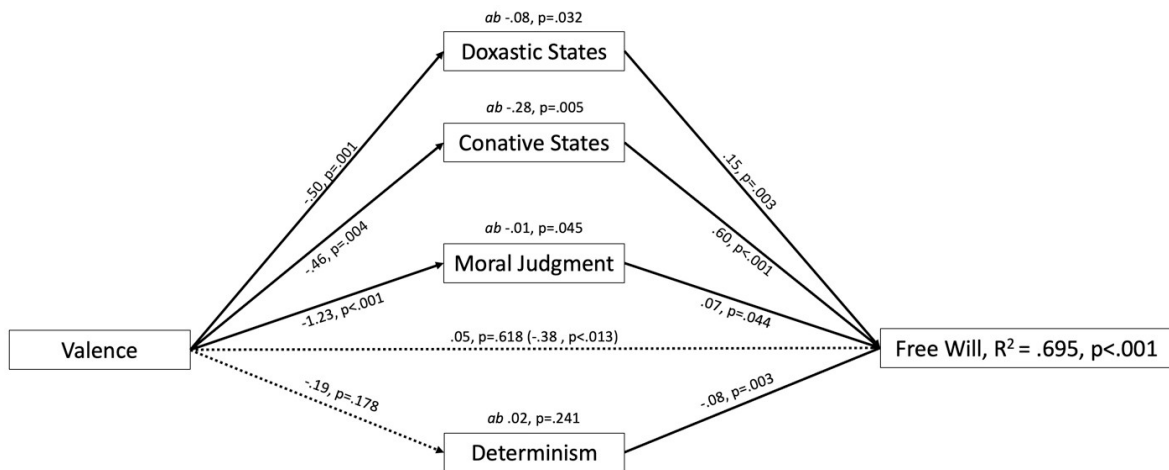 ab -.08, p=.032
Doxastic States
ab -.28, p=.005
Conative States
-.50, p=.001
.15, p=.003
-.46, p=.004
.60, p<.001
ab -.01, p=.045
Moral Judgment
-1.23, p<.001
.07, p=.044
Valence
.05, p=.618 (-.38 , p<.013)
Free Will, R² = .695, p<.001
-.19, p=.178
-.08, p=.003
ab .02, p=.241
Determinism